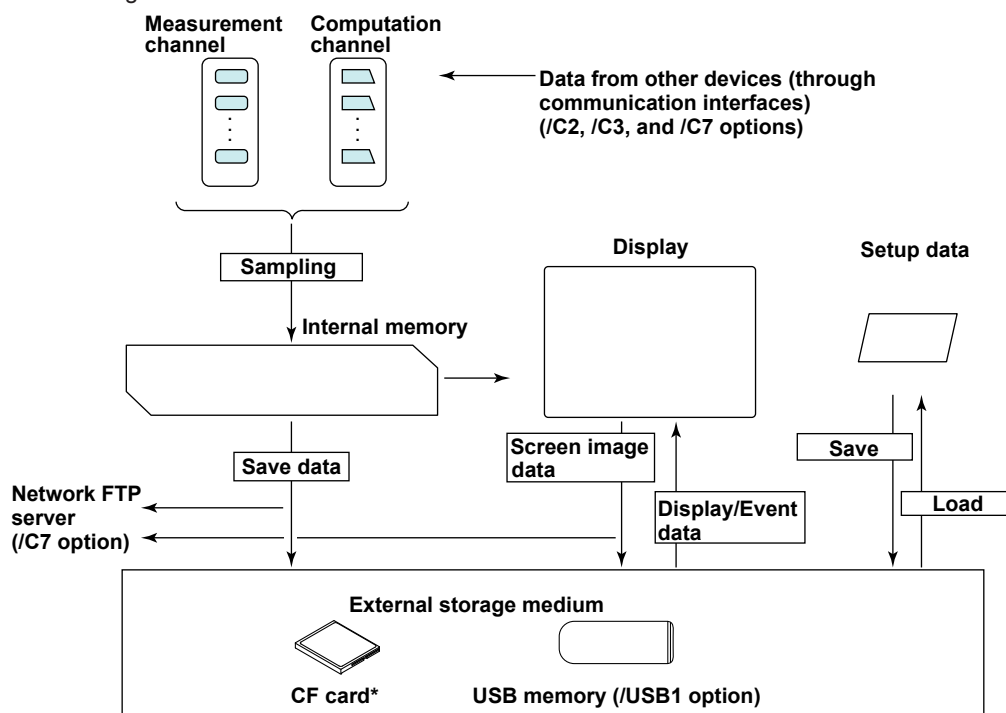 Measurement
channel
Computation
channel
Data from other devices (through
communication interfaces)
(/C2, /C3, and /C7 options)
Sampling
Display
Setup data
Internal memory
Save data
Screen image
data
Save
Network FTP
server
(/C7 option)
Display/Event
data
Load
External storage medium
CF card*
USB memory (/USB1 option)